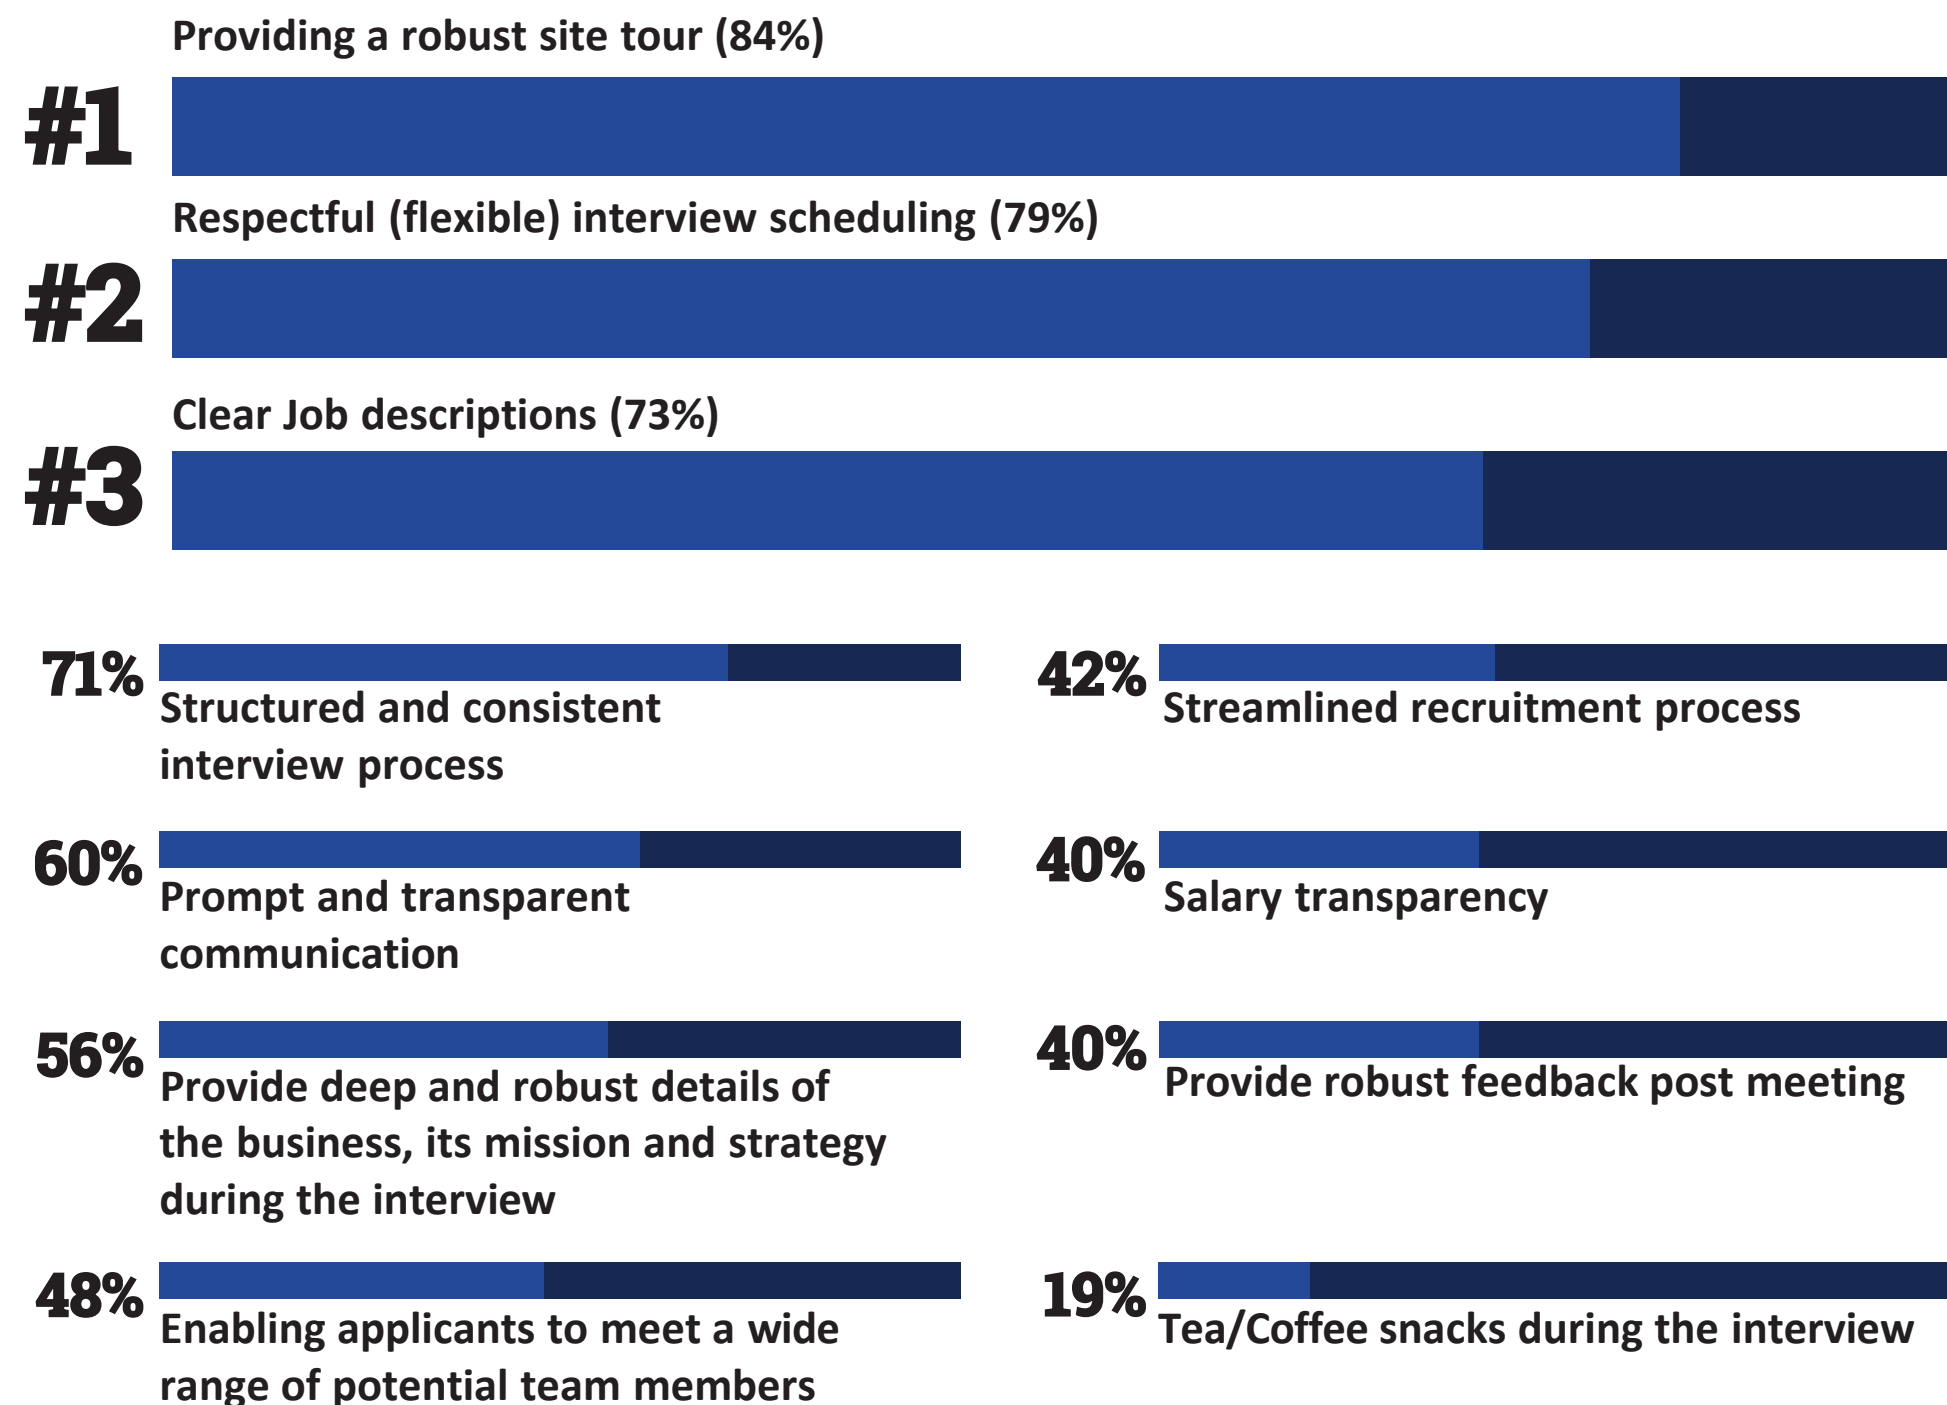 Providing a robust site tour (84%)
#1
Respectful (flexible) interview scheduling (79%)
#2
Clear Job descriptions (73%)
#3
71%
Structured and consistent
interview process
60%
Prompt and transparent
communication
56%
Provide deep and robust details of
the business, its mission and strategy
during the interview
48%
Enabling applicants to meet a wide
range of potential team members
42%
Streamlined recruitment process
40%
Salary transparency
40%
Provide robust feedback post meeting
19%
Tea/Coffee snacks during the interview